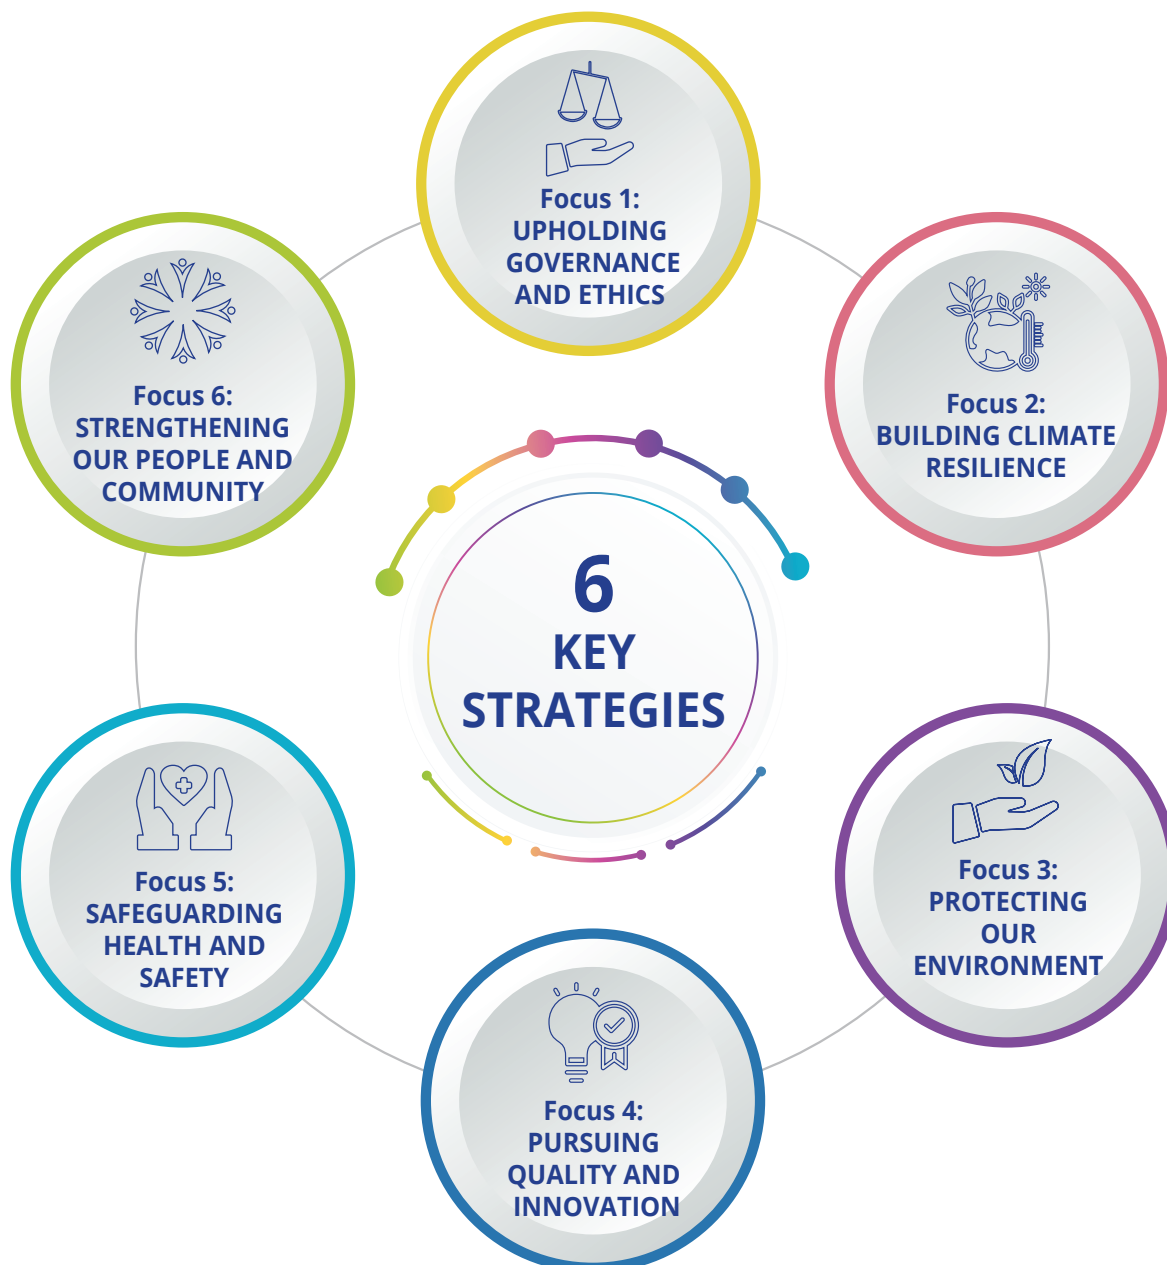 Focus 1:
UPHOLDING
GOVERNANCE
AND ETHICS
Focus 2:
BUILDING CLIMATE
RESILIENCE
Focus 3:
PROTECTING
OUR
ENVIRONMENT
Focus 4:
PURSUING
QUALITY AND
INNOVATION
Focus 5:
SAFEGUARDING
HEALTH AND
SAFETY
Focus 6:
STRENGTHENING
OUR PEOPLE AND
COMMUNITY
6
KEY
STRATEGIES